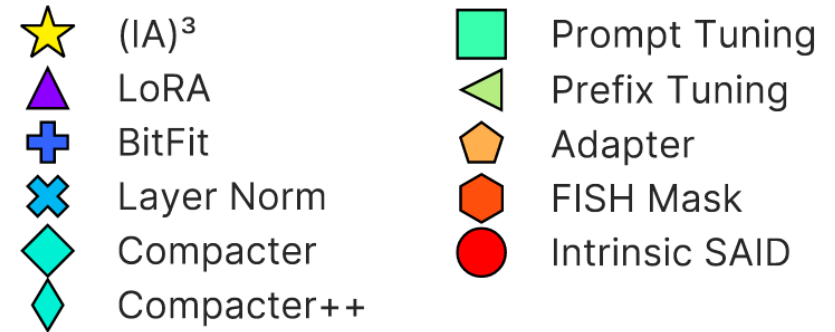 (IA)³
LoRA
BitFit
Layer Norm
Compacter
Compacter++
Prompt Tuning
Prefix Tuning
Adapter
FISH Mask
Intrinsic SAID